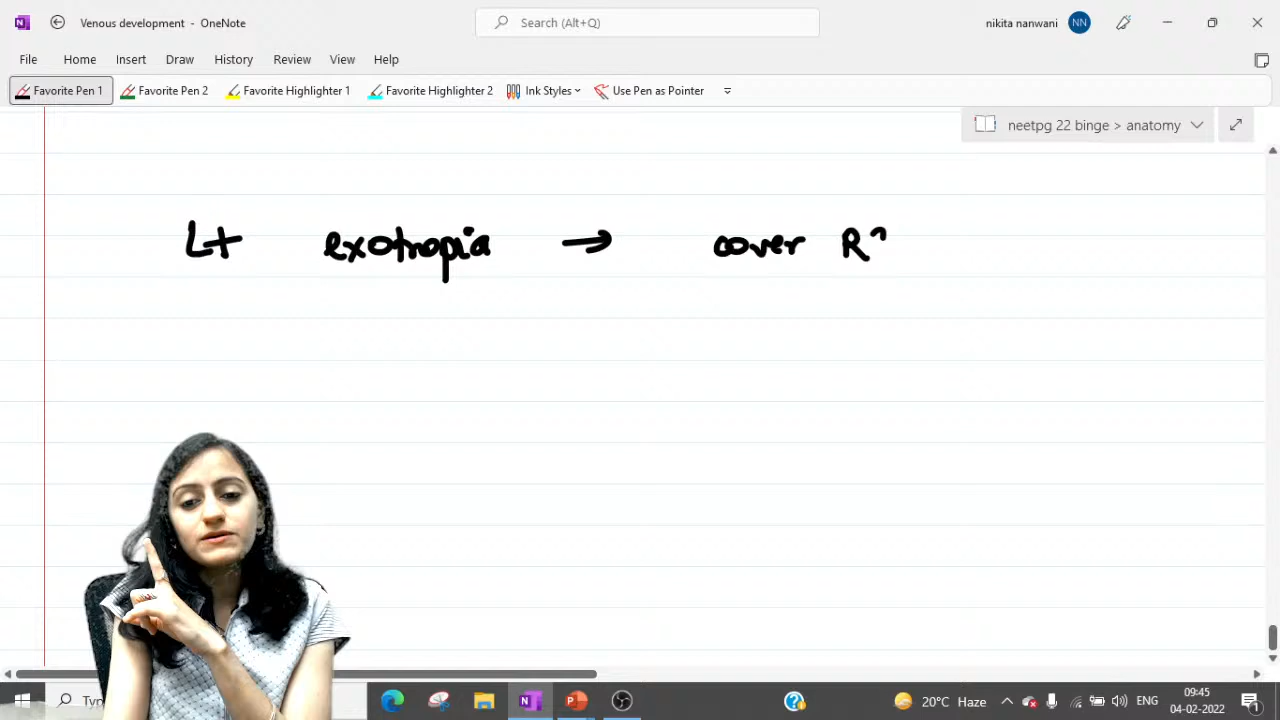 Venous development - OneNote
Search (Alt+Q)
nikita nanwani
NN
File Home Insert Draw History Review View Help
Favorite Pen 1 Favorite Pen 2 Favorite Highlighter 1 Favorite Highlighter 2 Ink Styles Use Pen as Pointer
neetpg 22 binge > anatomy
Lt exotropia → cover R
Typ
20°C Haze
ENG
09:45
04-02-2022
1